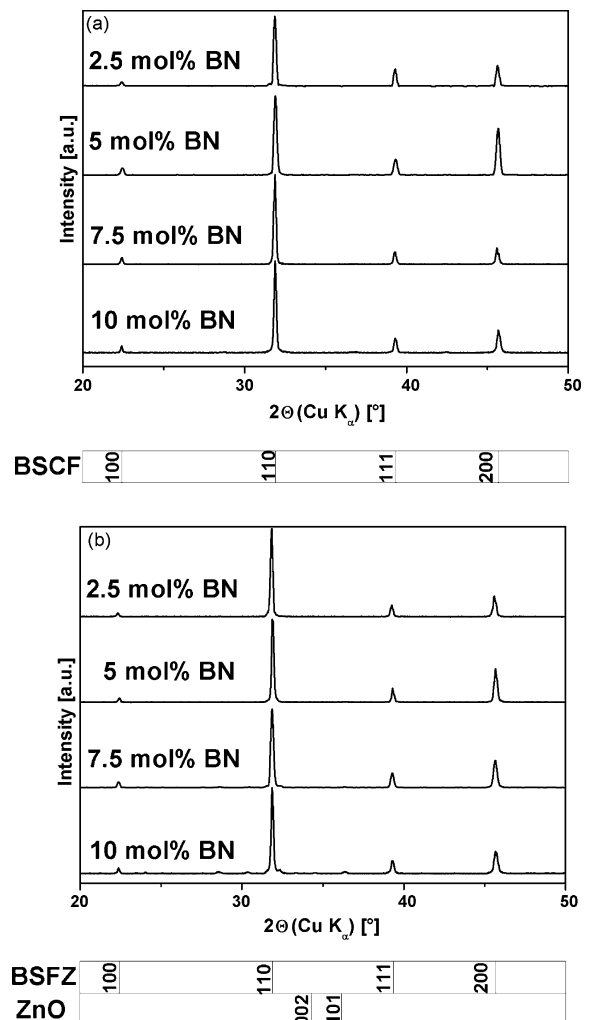 (a)
2.5 mol% BN
5 mol% BN
7.5 mol% BN
10 mol% BN
Intensity [a.u.]
20 30 40 50
2Θ (Cu Kα) [°]
BSCF 100 110 111 200
(b)
2.5 mol% BN
5 mol% BN
7.5 mol% BN
10 mol% BN
Intensity [a.u.]
20 30 40 50
2Θ (Cu Kα) [°]
BSFZ 100 110 111 200
ZnO 002 101